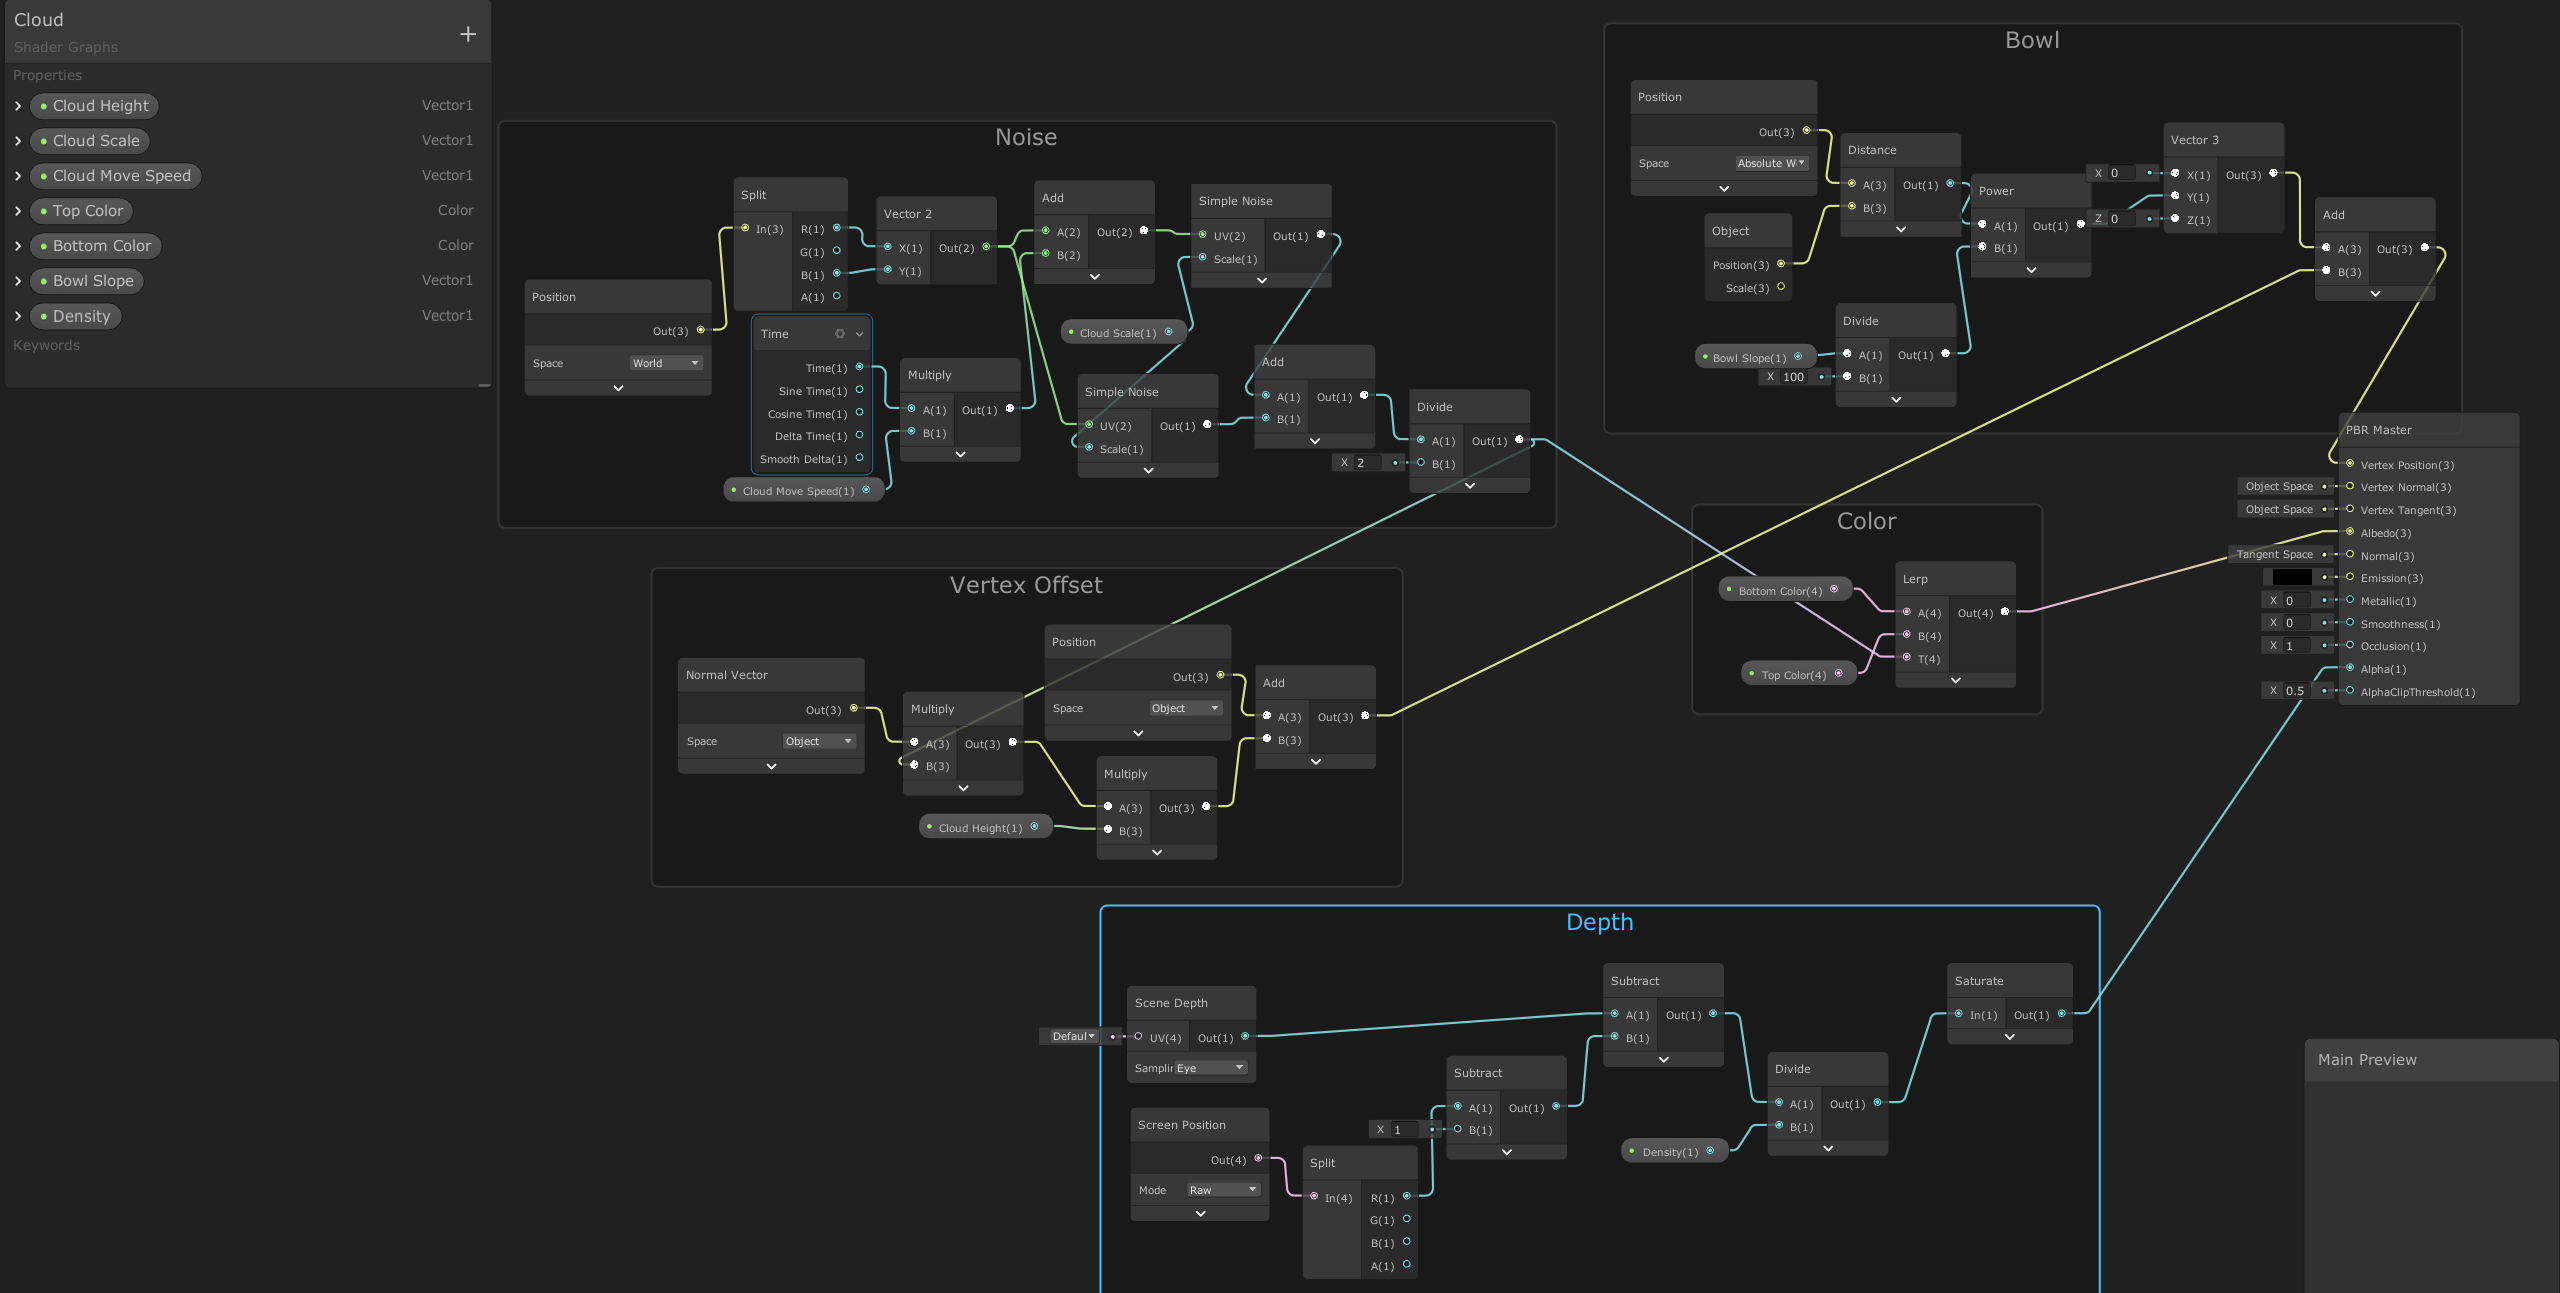 Cloud
Shader Graphs
Properties
Cloud Height Vector1
Cloud Scale Vector1
Cloud Move Speed Vector1
Top Color Color
Bottom Color Color
Bowl Slope Vector1
Density Vector1
Keywords
Noise
Position
Out(3)
Space World
Split
In(3) R(1)
G(1)
B(1)
A(1)
Time
Time(1)
Sine Time(1)
Cosine Time(1)
Delta Time(1)
Smooth Delta(1)
Cloud Move Speed(1)
Vector 2
X(1) Out(2)
Y(1)
Multiply
A(1) Out(1)
B(1)
Add
A(2) Out(2)
B(2)
Simple Noise
UV(2) Out(1)
Scale(1)
Cloud Scale(1)
Simple Noise
UV(2) Out(1)
Scale(1)
Add
A(1) Out(1)
B(1)
Divide
A(1) Out(1)
X 2 B(1)
Bowl
Position
Out(3)
Space Absolute W
Object
Position(3)
Scale(3)
Distance
A(3) Out(1)
B(3)
Bowl Slope(1)
Divide
A(1) Out(1)
X 100 B(1)
Power
A(1) Out(1)
B(1)
Vector 3
X 0 X(1) Out(3)
Y(1)
Z 0 Z(1)
Add
A(3) Out(3)
B(3)
Vertex Offset
Normal Vector
Out(3)
Space Object
Multiply
A(3) Out(3)
B(3)
Cloud Height(1)
Position
Out(3)
Space Object
Multiply
A(3) Out(3)
B(3)
Add
A(3) Out(3)
B(3)
Color
Bottom Color(4)
Top Color(4)
Lerp
A(4) Out(4)
B(4)
T(4)
PBR Master
Vertex Position(3)
Object Space Vertex Normal(3)
Object Space Vertex Tangent(3)
Albedo(3)
Tangent Space Normal(3)
Emission(3)
X 0 Metallic(1)
X 0 Smoothness(1)
X 1 Occlusion(1)
Alpha(1)
X 0.5 AlphaClipThreshold(1)
Depth
Scene Depth
Defaul UV(4) Out(1)
Samplin Eye
Screen Position
Out(4)
Mode Raw
Split
In(4) R(1)
G(1)
B(1)
A(1)
Subtract
A(1) Out(1)
X 1 B(1)
Subtract
A(1) Out(1)
B(1)
Density(1)
Divide
A(1) Out(1)
B(1)
Saturate
In(1) Out(1)
Main Preview